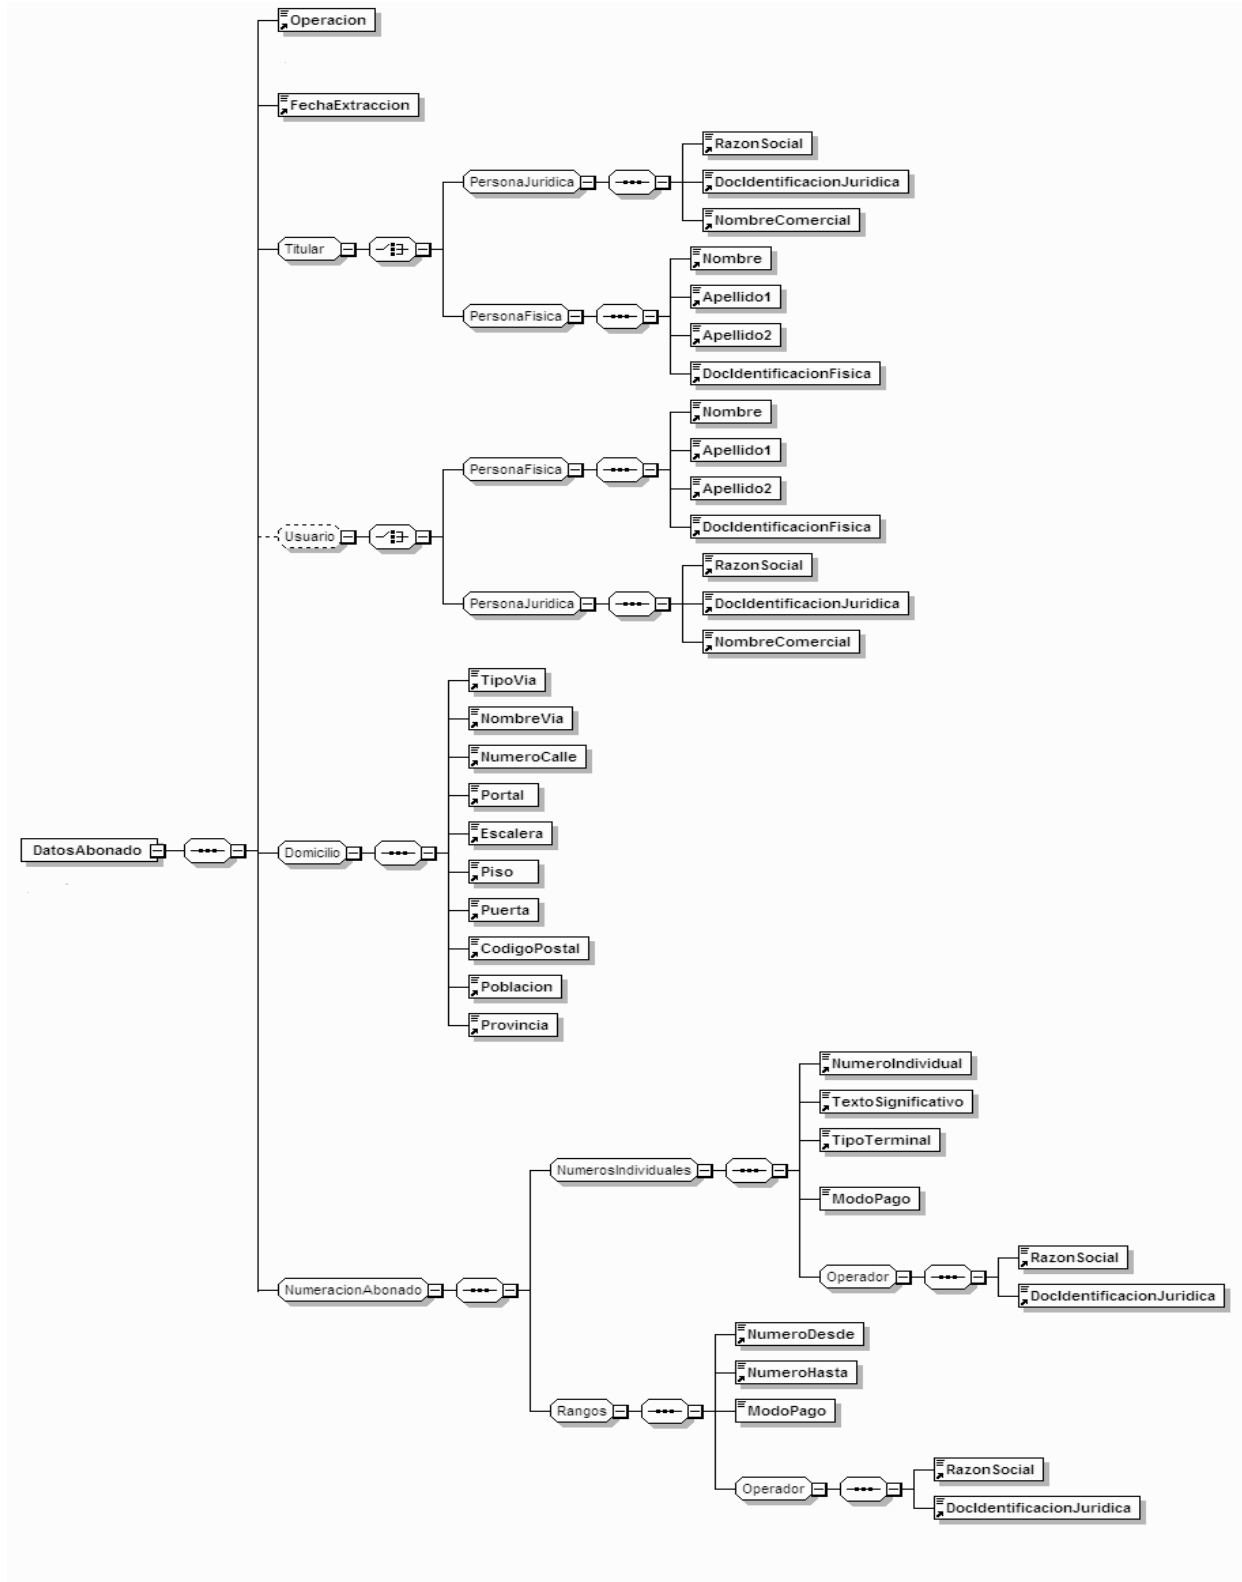 Operacion
FechaExtraccion
RazonSocial
PersonaJuridica
DocIdentificacionJuridica
NombreComercial
Titular
Nombre
Apellido1
PersonaFisica
Apellido2
DocIdentificacionFisica
Nombre
Apellido1
PersonaFisica
Apellido2
DocIdentificacionFisica
Usuario
RazonSocial
PersonaJuridica
DocIdentificacionJuridica
NombreComercial
TipoVia
NombreVia
NumeroCalle
Portal
Escalera
DatosAbonado
Domicilio
Piso
Puerta
CodigoPostal
Poblacion
Provincia
NumeroIndividual
TextoSignificativo
TipoTerminal
NumerosIndividuales
ModoPago
RazonSocial
Operador
DocIdentificacionJuridica
NumeracionAbonado
NumeroDesde
NumeroHasta
Rangos
ModoPago
RazonSocial
Operador
DocIdentificacionJuridica